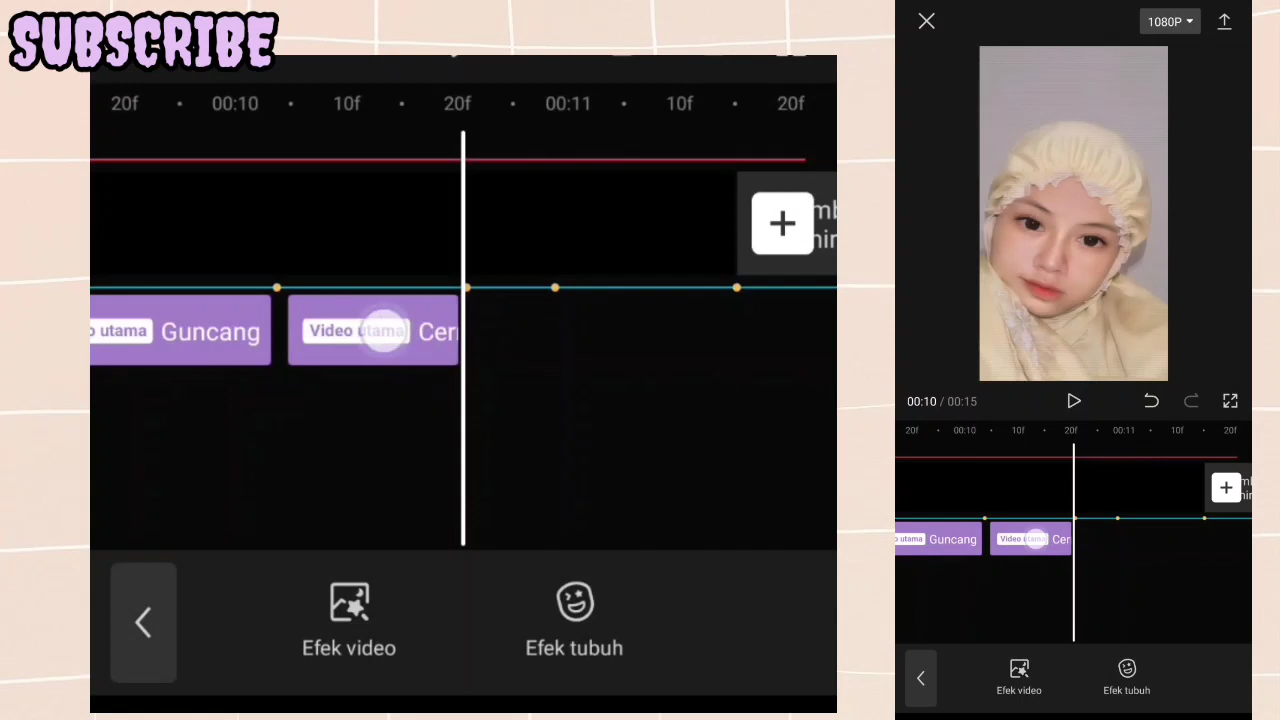 SUBSCRIBE
20f 00:10 10f 20f 00:11 10f 20f
utama Guncang
Video utama
Efek video
Efek tubuh
1080P
00:10 / 00:15
20f 00:10 10f 20f 00:11 10f 20f
utama Guncang
Video utama
Efek video
Efek tubuh